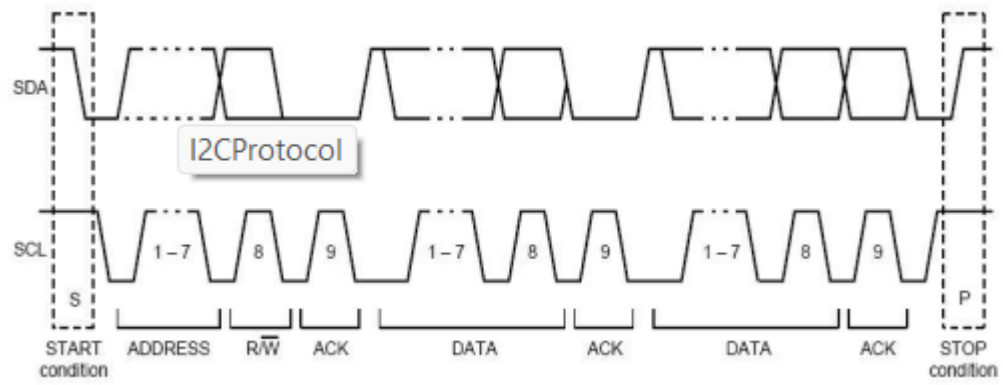 SDA
I2CProtocol
SCL
1 – 7 8 9 1 – 7 8 9 1 – 7 8 9
S P
START ADDRESS R/W̅ ACK DATA ACK DATA ACK STOP
condition condition